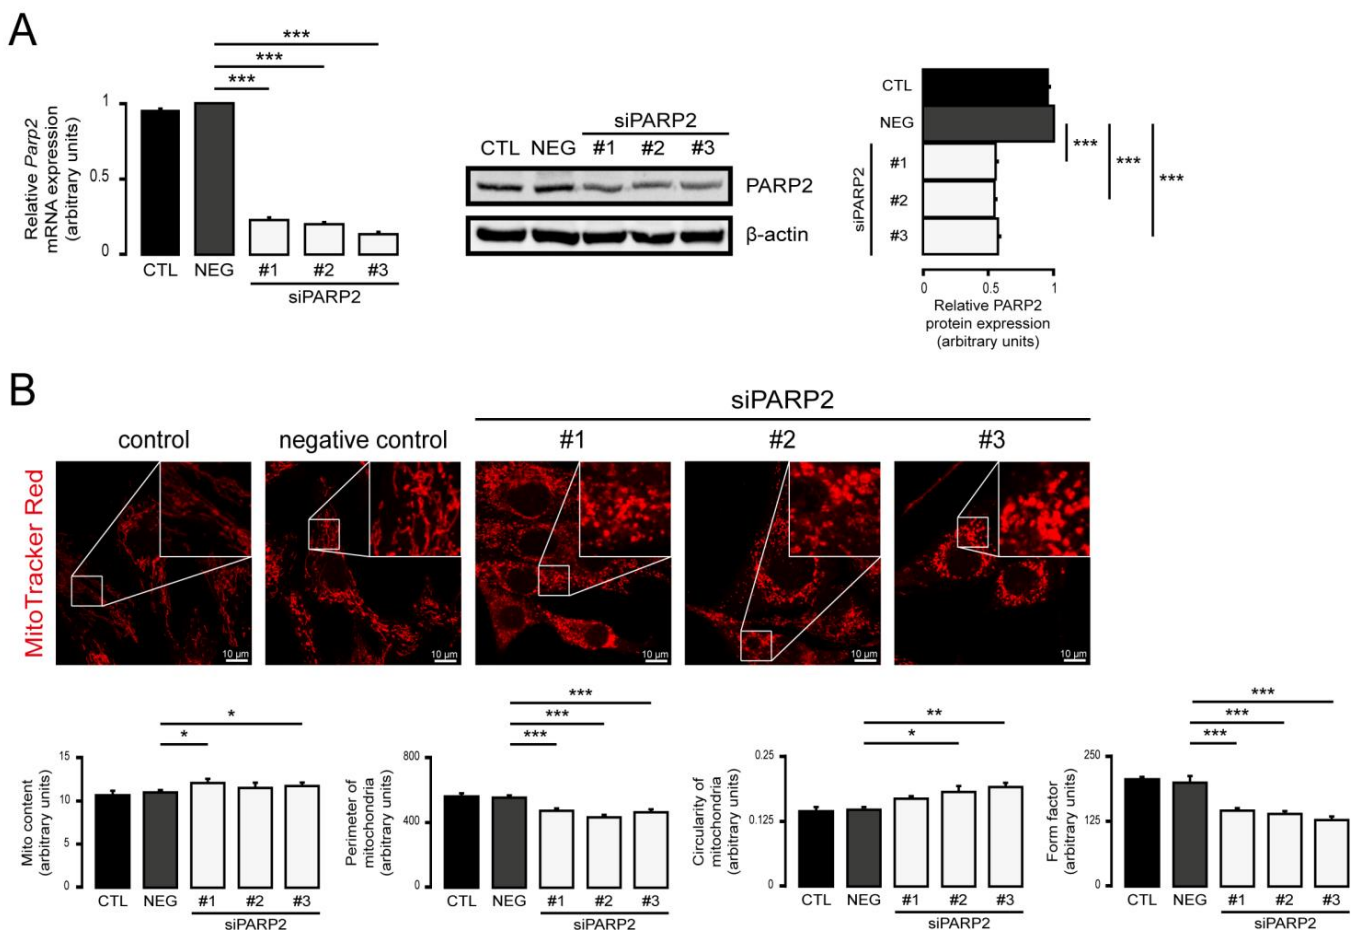 A
***
***
***
Relative Parp2
mRNA expression
(arbitrary units)
1
0.5
0
CTL NEG #1 #2 #3
siPARP2
siPARP2
CTL NEG #1 #2 #3
PARP2
β-actin
CTL
NEG
siPARP2
#1
#2
#3
***
***
***
0 0.5 1
Relative PARP2
protein expression
(arbitrary units)
B
siPARP2
control negative control #1 #2 #3
MitoTracker Red
10 µm 10 µm 10 µm 10 µm 10 µm
*
*
Mito content
(arbitrary units)
15
10
5
0
CTL NEG #1 #2 #3
siPARP2
***
***
***
Perimeter of
mitochondria
(arbitrary units)
800
400
0
CTL NEG #1 #2 #3
siPARP2
**
*
Circularity of
mitochondria
(arbitrary units)
0.25
0.125
0
CTL NEG #1 #2 #3
siPARP2
***
***
***
Form factor
(arbitrary units)
250
125
0
CTL NEG #1 #2 #3
siPARP2